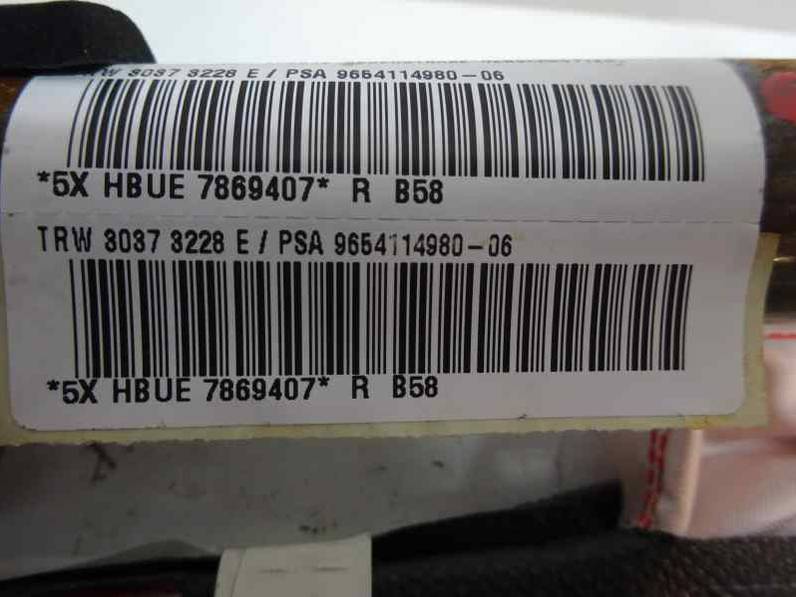 TRW 3037 3228 E / PSA 9654114980-06
*5X HBUE 7869407* R B58
TRW 3037 3228 E / PSA 9654114980-06
*5X HBUE 7869407* R B58